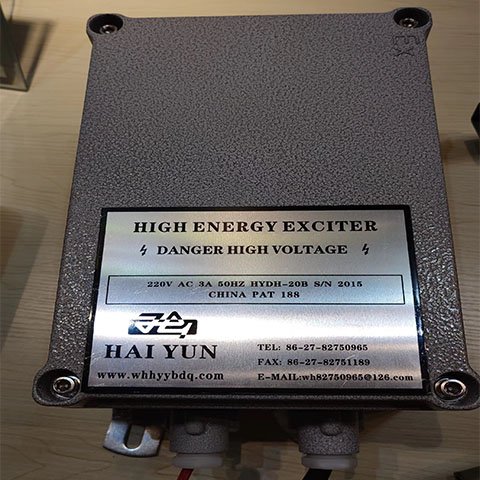 HIGH ENERGY EXCITER
DANGER HIGH VOLTAGE
220V AC 3A 50HZ HYDH-20B S/N 2015
CHINA PAT 188
HAI YUN
TEL: 86-27-82750965
FAX: 86-27-82751189
www.whhyybdq.com
E-MAIL:wh82750965@126.com